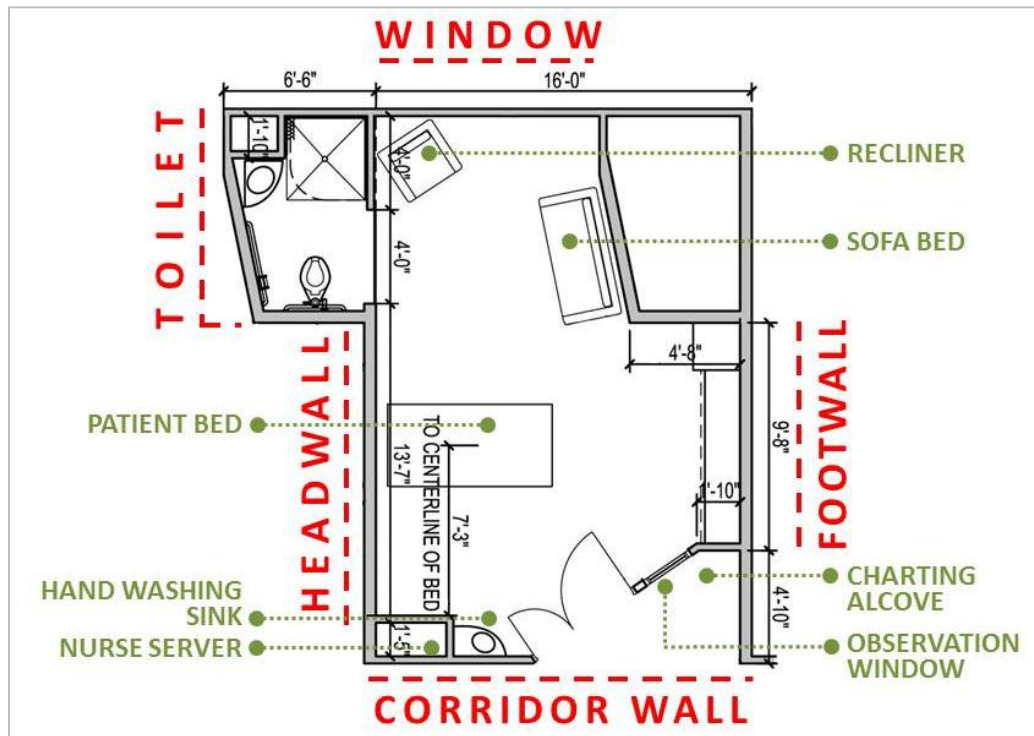 WINDOW
6'-6"
16'-0"
TOILET
1'-10"
4'-0"
RECLINER
SOFA BED
4'-0"
HEADWALL
4'-8"
FOOTWALL
PATIENT BED
TO CENTERLINE OF BED
13'-7"
7'-3"
9'-8"
1'-10"
HAND WASHING
SINK
NURSE SERVER
1'-5"
CHARTING
ALCOVE
4'-10"
OBSERVATION
WINDOW
CORRIDOR WALL